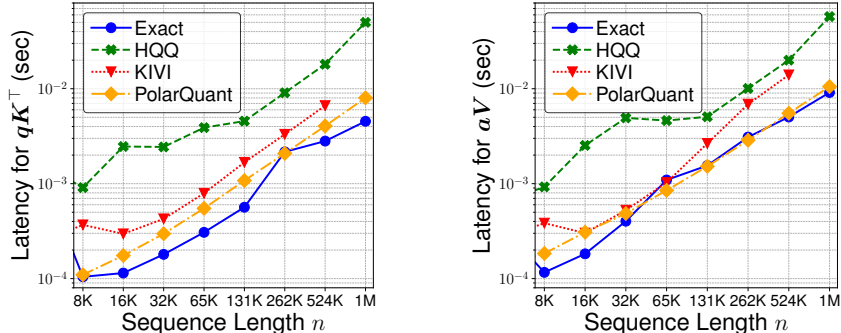 Exact
HQQ
KIVI
PolarQuant
Latency for qK⊤ (sec)
10⁻²
10⁻³
10⁻⁴
8K 16K 32K 65K 131K 262K 524K 1M
Sequence Length n
Exact
HQQ
KIVI
PolarQuant
Latency for aV (sec)
10⁻²
10⁻³
10⁻⁴
8K 16K 32K 65K 131K 262K 524K 1M
Sequence Length n